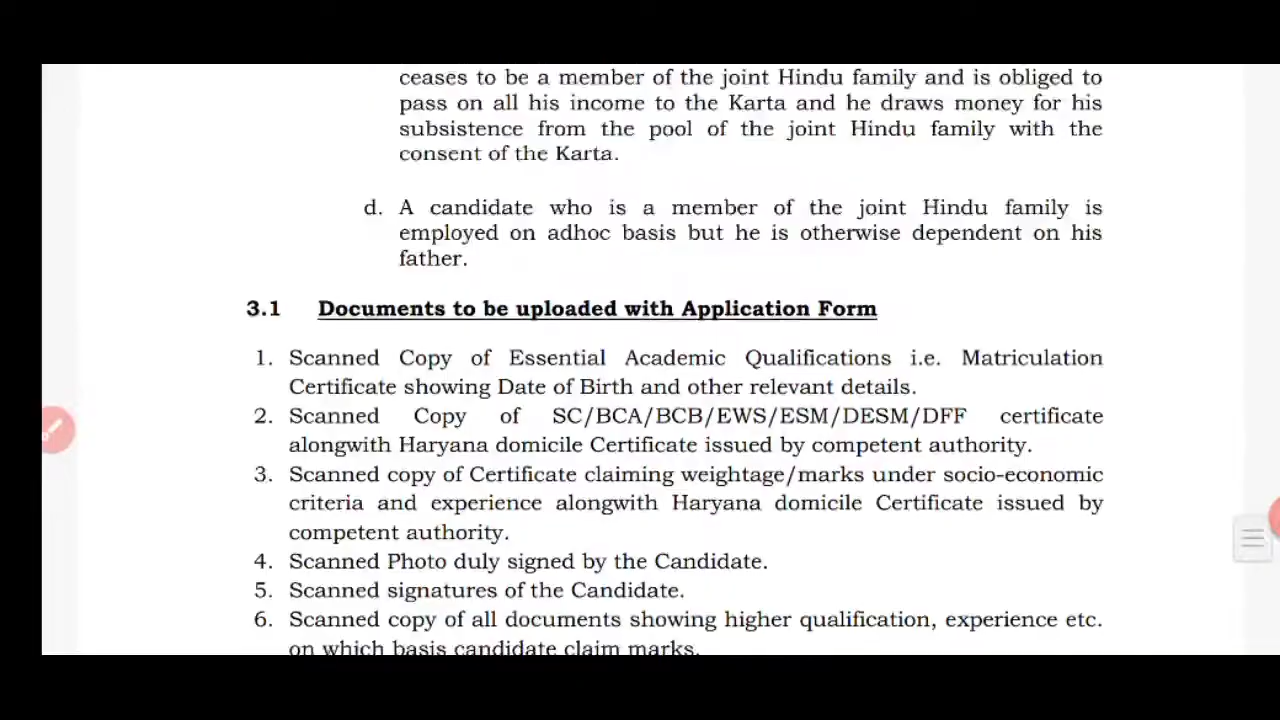 ceases to be a member of the joint Hindu family and is obliged to
pass on all his income to the Karta and he draws money for his
subsistence from the pool of the joint Hindu family with the
consent of the Karta.
d. A candidate who is a member of the joint Hindu family is
employed on adhoc basis but he is otherwise dependent on his
father.
3.1 Documents to be uploaded with Application Form
1. Scanned Copy of Essential Academic Qualifications i.e. Matriculation
Certificate showing Date of Birth and other relevant details.
2. Scanned Copy of SC/BCA/BCB/EWS/ESM/DESM/DFF certificate
alongwith Haryana domicile Certificate issued by competent authority.
3. Scanned copy of Certificate claiming weightage/marks under socio-economic
criteria and experience alongwith Haryana domicile Certificate issued by
competent authority.
4. Scanned Photo duly signed by the Candidate.
5. Scanned signatures of the Candidate.
6. Scanned copy of all documents showing higher qualification, experience etc.
on which basis candidate claim marks.